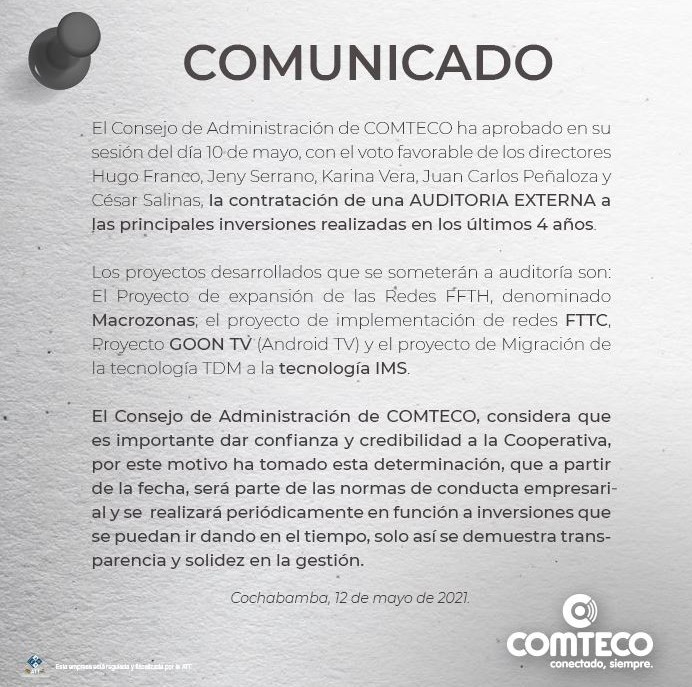 COMUNICADO
El Consejo de Administración de COMTECO ha aprobado en su
sesión del día 10 de mayo, con el voto favorable de los directores
Hugo Franco, Jeny Serrano, Karina Vera, Juan Carlos Peñaloza y
César Salinas, la contratación de una AUDITORIA EXTERNA a
las principales inversiones realizadas en los últimos 4 años.
Los proyectos desarrollados que se someterán a auditoría son:
El Proyecto de expansión de las Redes FFTH, denominado
Macrozonas; el proyecto de implementación de redes FTTC,
Proyecto GOON TV (Android TV) y el proyecto de Migración de
la tecnología TDM a la tecnología IMS.
El Consejo de Administración de COMTECO, considera que
es importante dar confianza y credibilidad a la Cooperativa,
por este motivo ha tomado esta determinación, que a partir
de la fecha, será parte de las normas de conducta empresari-
al y se realizará periódicamente en función a inversiones que
se puedan ir dando en el tiempo, solo así se demuestra trans-
parencia y solidez en la gestión.
Cochabamba, 12 de mayo de 2021.
COMTECO
conectado, siempre.
Esta empresa está regulada y fiscalizada por la ATT